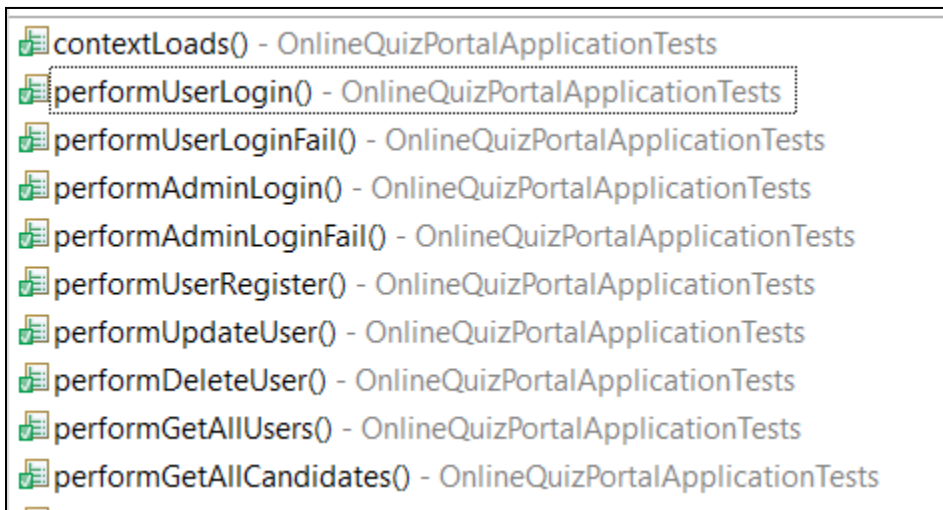 contextLoads() - OnlineQuizPortalApplicationTests
performUserLogin() - OnlineQuizPortalApplicationTests
performUserLoginFail() - OnlineQuizPortalApplicationTests
performAdminLogin() - OnlineQuizPortalApplicationTests
performAdminLoginFail() - OnlineQuizPortalApplicationTests
performUserRegister() - OnlineQuizPortalApplicationTests
performUpdateUser() - OnlineQuizPortalApplicationTests
performDeleteUser() - OnlineQuizPortalApplicationTests
performGetAllUsers() - OnlineQuizPortalApplicationTests
performGetAllCandidates() - OnlineQuizPortalApplicationTests